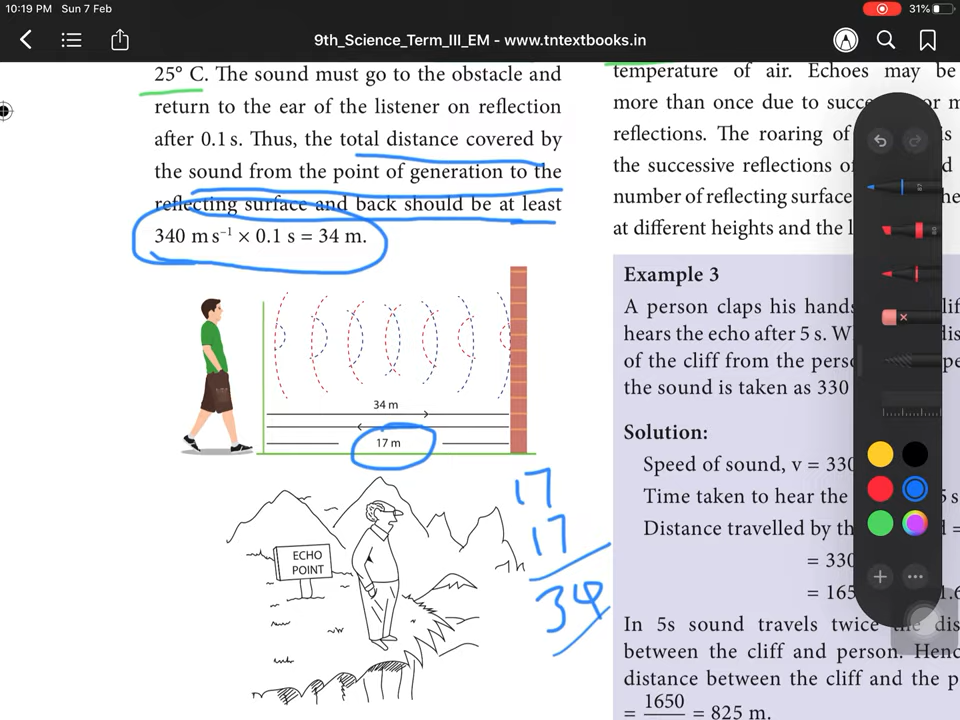 10:19 PM Sun 7 Feb
31%
9th_Science_Term_III_EM - www.tntextbooks.in
25° C. The sound must go to the obstacle and
return to the ear of the listener on reflection
after 0.1 s. Thus, the total distance covered by
the sound from the point of generation to the
reflecting surface and back should be at least
340 m s⁻¹ × 0.1 s = 34 m.
34 m
17 m
17
17
34
ECHO
POINT
temperature of air. Echoes may be
more than once due to
reflections. The roaring of
the successive reflections
number of reflecting surface
at different heights and the
Example 3
A person claps his hands
hears the echo after 5 s.
of the cliff from the
the sound is taken as 330
Solution:
Speed of sound, v = 330
Time taken to hear the
Distance travelled by
= 330
= 165
In 5s sound travels twice the
between the cliff and person.
distance between the cliff and the
= 1650
= 825 m.